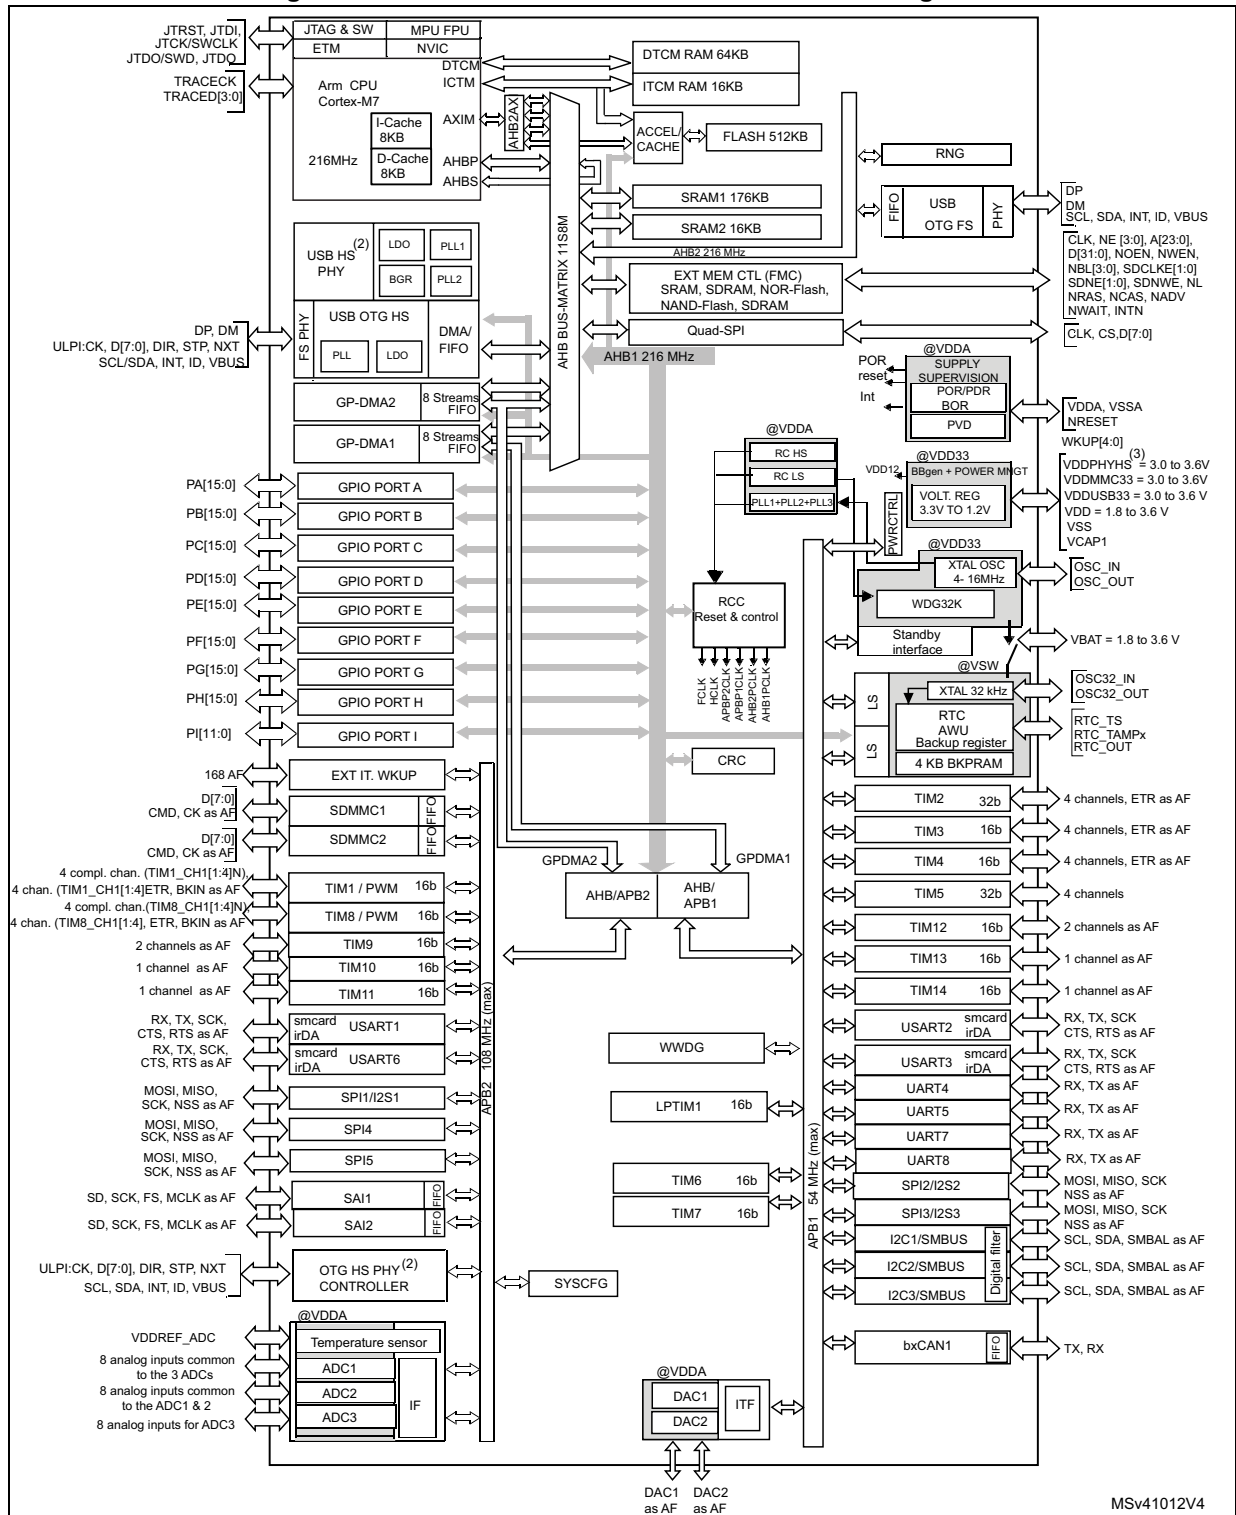 JTRST, JTDI,
JTCK/SWCLK
JTDO/SWD, JTDO
TRACECK
TRACED[3:0]
JTAG & SW
MPU FPU
ETM
NVIC
DTCM
ICTM
Arm CPU
Cortex-M7
AXIM
I-Cache
8KB
216MHz
D-Cache
8KB
AHBP
AHBS
AHB2AX
AHB BUS-MATRIX 11S8M
DTCM RAM 64KB
ITCM RAM 16KB
ACCEL/
CACHE
FLASH 512KB
SRAM1 176KB
SRAM2 16KB
AHB2 216 MHz
EXT MEM CTL (FMC)
SRAM, SDRAM, NOR-Flash,
NAND-Flash, SDRAM
Quad-SPI
AHB1 216 MHz
RNG
FIFO
USB
OTG FS
PHY
DP
DM
SCL, SDA, INT, ID, VBUS
CLK, NE [3:0], A[23:0],
D[31:0], NOEN, NWEN,
NBL[3:0], SDCLKE[1:0]
SDNE[1:0], SDNWE, NL
NRAS, NCAS, NADV
NWAIT, INTN
CLK, CS,D[7:0]
USB HS(2)
PHY
LDO
PLL1
BGR
PLL2
FS PHY
USB OTG HS
PLL
LDO
DMA/
FIFO
DP, DM
ULPI:CK, D[7:0], DIR, STP, NXT
SCL/SDA, INT, ID, VBUS
GP-DMA2
8 Streams
FIFO
GP-DMA1
8 Streams
FIFO
@VDDA
POR
reset
Int
SUPPLY
SUPERVISION
POR/PDR
BOR
PVD
VDDA, VSSA
NRESET
WKUP[4:0]
@VDDA
RC HS
RC LS
PLL1+PLL2+PLL3
@VDD33
VDD12
BBgen + POWER MNGT
VOLT. REG
3.3V TO 1.2V
PWRCTRL
(3)
VDDPHYHS = 3.0 to 3.6V
VDDMMC33 = 3.0 to 3.6V
VDDUSB33 = 3.0 to 3.6 V
VDD = 1.8 to 3.6 V
VSS
VCAP1
@VDD33
XTAL OSC
4- 16MHz
WDG32K
Standby
interface
OSC_IN
OSC_OUT
VBAT = 1.8 to 3.6 V
@VSW
LS
LS
XTAL 32 kHz
RTC
AWU
Backup register
4 KB BKPRAM
OSC32_IN
OSC32_OUT
RTC_TS
RTC_TAMPx
RTC_OUT
RCC
Reset & control
FCLK
HCLK
APBP2CLK
APBP1CLK
AHB2PCLK
AHB1PCLK
CRC
PA[15:0]
GPIO PORT A
PB[15:0]
GPIO PORT B
PC[15:0]
GPIO PORT C
PD[15:0]
GPIO PORT D
PE[15:0]
GPIO PORT E
PF[15:0]
GPIO PORT F
PG[15:0]
GPIO PORT G
PH[15:0]
GPIO PORT H
PI[11:0]
GPIO PORT I
168 AF
EXT IT. WKUP
D[7:0]
CMD, CK as AF
SDMMC1
FIFO
D[7:0]
CMD, CK as AF
SDMMC2
FIFO
4 compl. chan. (TIM1_CH1[1:4]N),
4 chan. (TIM1_CH1[1:4]ETR, BKIN as AF
TIM1 / PWM 16b
4 compl. chan.(TIM8_CH1[1:4]N),
4 chan. (TIM8_CH1[1:4], ETR, BKIN as AF
TIM8 / PWM 16b
2 channels as AF
TIM9 16b
1 channel as AF
TIM10 16b
1 channel as AF
TIM11 16b
RX, TX, SCK,
CTS, RTS as AF
smcard
irDA
USART1
RX, TX, SCK,
CTS, RTS as AF
smcard
irDA
USART6
MOSI, MISO,
SCK, NSS as AF
SPI1/I2S1
MOSI, MISO,
SCK, NSS as AF
SPI4
MOSI, MISO,
SCK, NSS as AF
SPI5
SD, SCK, FS, MCLK as AF
SAI1
FIFO
SD, SCK, FS, MCLK as AF
SAI2
FIFO
ULPI:CK, D[7:0], DIR, STP, NXT
SCL, SDA, INT, ID, VBUS
OTG HS PHY(2)
CONTROLLER
@VDDA
VDDREF_ADC
Temperature sensor
8 analog inputs common
to the 3 ADCs
ADC1
8 analog inputs common
to the ADC1 & 2
ADC2
8 analog inputs for ADC3
ADC3
IF
APB2 108 MHz (max)
SYSCFG
GPDMA2
GPDMA1
AHB/APB2
AHB/
APB1
WWDG
LPTIM1 16b
TIM6 16b
TIM7 16b
APB1 54 MHz (max)
@VDDA
DAC1
DAC2
ITF
DAC1
as AF
DAC2
as AF
TIM2 32b
4 channels, ETR as AF
TIM3 16b
4 channels, ETR as AF
TIM4 16b
4 channels, ETR as AF
TIM5 32b
4 channels
TIM12 16b
2 channels as AF
TIM13 16b
1 channel as AF
TIM14 16b
1 channel as AF
USART2
smcard
irDA
RX, TX, SCK
CTS, RTS as AF
USART3
smcard
irDA
RX, TX, SCK
CTS, RTS as AF
UART4
RX, TX as AF
UART5
RX, TX as AF
UART7
RX, TX as AF
UART8
RX, TX as AF
SPI2/I2S2
MOSI, MISO, SCK
NSS as AF
SPI3/I2S3
MOSI, MISO, SCK
NSS as AF
I2C1/SMBUS
SCL, SDA, SMBAL as AF
I2C2/SMBUS
SCL, SDA, SMBAL as AF
I2C3/SMBUS
SCL, SDA, SMBAL as AF
Digital filter
bxCAN1
FIFO
TX, RX
MSv41012V4